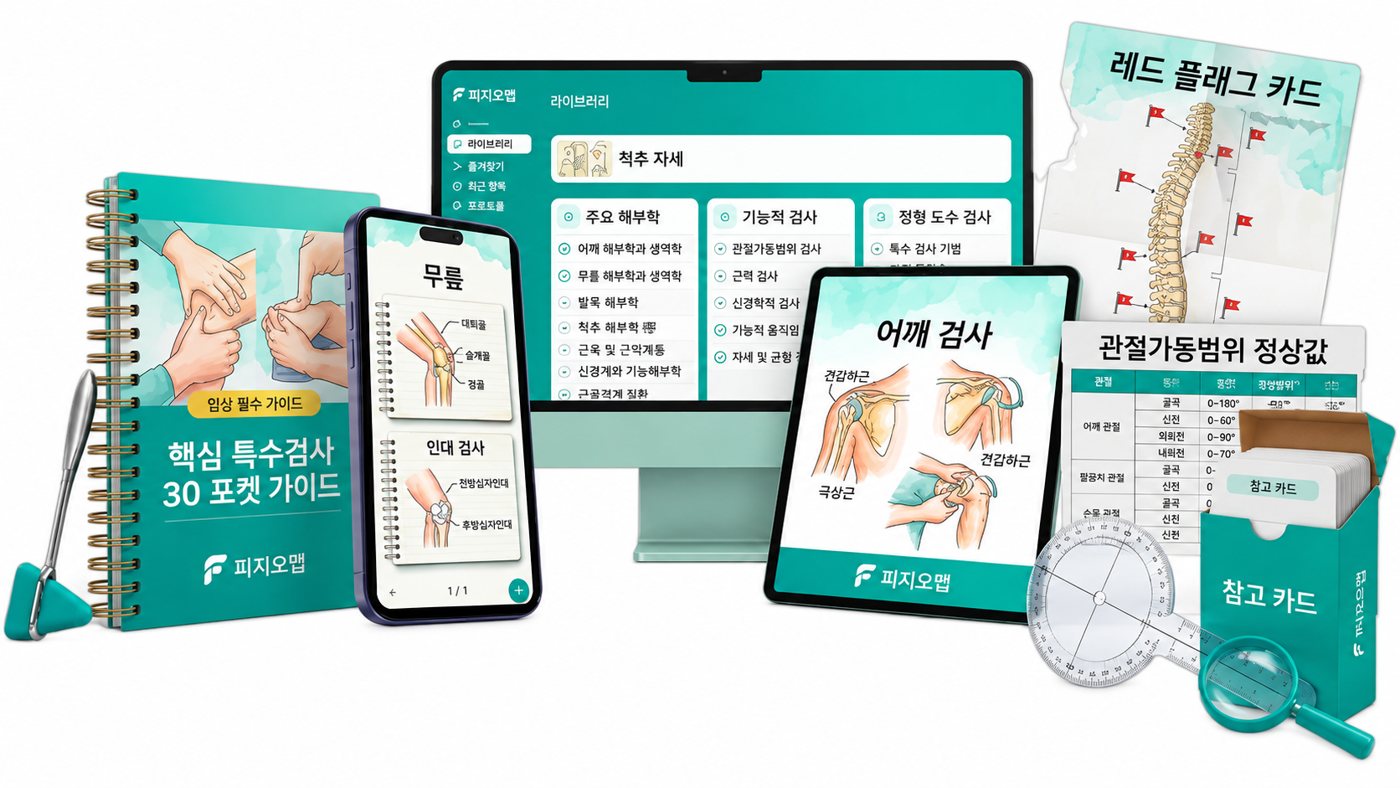 임상 필수 가이드
핵심 특수검사
30 포켓 가이드
피지오맵
무릎
대퇴골
슬개골
경골
인대 검사
전방십자인대
후방십자인대
1 / 1
피지오맵
라이브러리
즐겨찾기
최근 항목
포로토콜
라이브러리
척추 자세
주요 해부학
어깨 해부학과 생역학
무릎 해부학과 생역학
발목 해부학
척추 해부학
근육 및 근막계통
신경계와 기능해부학
근골격계 질환
기능적 검사
관절가동범위 검사
근력 검사
신경학적 검사
가능적 움직임
자세 및 균형
정형 도수 검사
특수 검사 기법
어깨 검사
견갑하근
견갑하근
극상근
피지오맵
레드 플래그 카드
관절가동범위 정상값
관절
어깨 관절
굴곡 0-180°
신전 0-60°
외회전 0-90°
내회전 0-70°
팔꿈치 관절
굴곡 0-
신전
굴곡
신전
신전
참고 카드
참고 카드
피지오맵